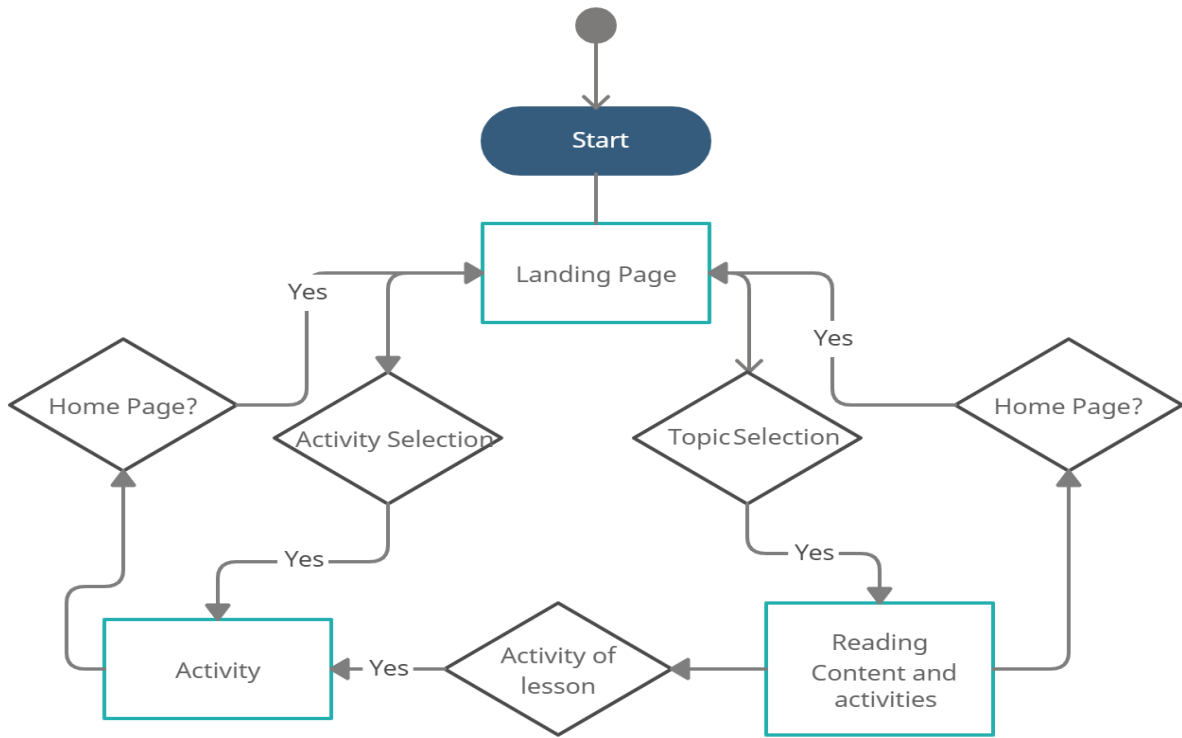 Start
Landing Page
Yes
Yes
Home Page?
Activity Selection
Topic Selection
Home Page?
Yes
Yes
Activity
Yes
Activity of
lesson
Reading
Content and
activities